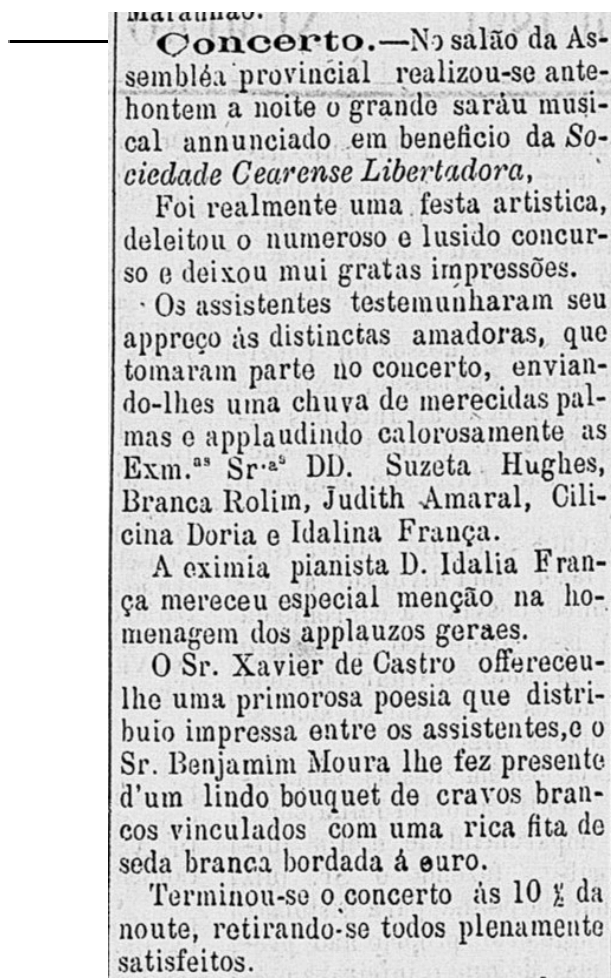 Maranhão.
Concerto.—No salão da As-
sembléa provincial realizou-se ante-
hontem a noite o grande saráu musi-
cal annunciado em beneficio da So-
ciedade Cearense Libertadora,
Foi realmente uma festa artistica,
deleitou o numeroso e lusido concur-
so e deixou mui gratas impressões.
Os assistentes testemunharam seu
appreço ás distinctas amadoras, que
tomaram parte no concerto, envian-
do-lhes uma chuva de merecidas pal-
mas e applaudindo calorosamente as
Exm.ᵃˢ Sr.ᵃˢ DD. Suzeta Hughes,
Branca Rolim, Judith Amaral, Cili-
cina Doria e Idalina França.
A eximia pianista D. Idalia Fran-
ça mereceu especial menção na ho-
menagem dos applauzos geraes.
O Sr. Xavier de Castro offereceu-
lhe uma primorosa poesia que distri-
buio impressa entre os assistentes,e o
Sr. Benjamim Moura lhe fez presente
d'um lindo bouquet de cravos bran-
cos vinculados com uma rica fita de
seda branca bordada á euro.
Terminou-se o concerto ás 10 ½ da
noute, retirando-se todos plenamente
satisfeitos.